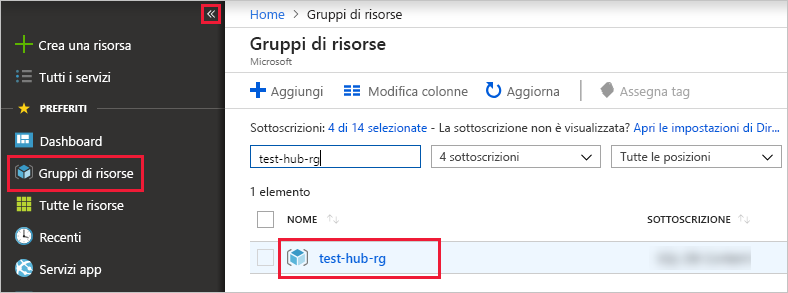 «
Crea una risorsa
Tutti i servizi
PREFERITI
Dashboard
Gruppi di risorse
Tutte le risorse
Recenti
Servizi app
Home > Gruppi di risorse
Gruppi di risorse
Microsoft
Aggiungi Modifica colonne Aggiorna Assegna tag
Sottoscrizioni: 4 di 14 selezionate - La sottoscrizione non è visualizzata? Apri le impostazioni di Dir...
test-hub-rg 4 sottoscrizioni Tutte le posizioni
1 elemento
NOME SOTTOSCRIZIONE
test-hub-rg